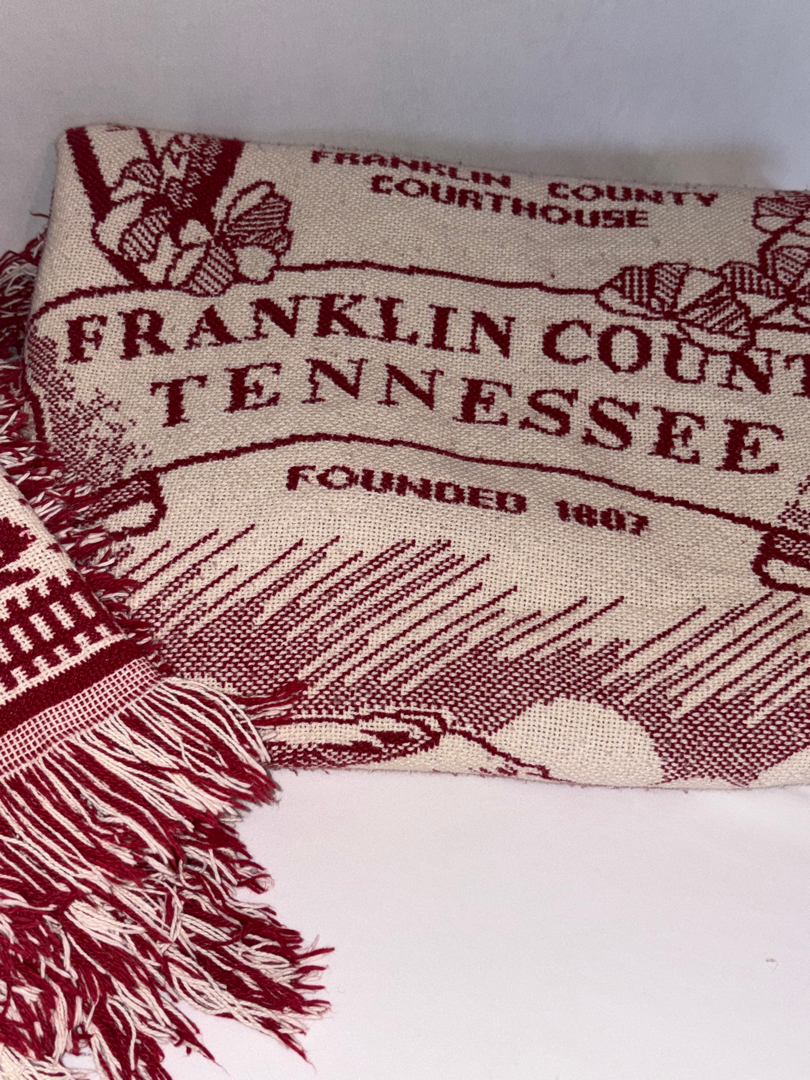 FRANKLIN COUNTY
COURTHOUSE
FRANKLIN COUNT
TENNESSEE
FOUNDED 1807